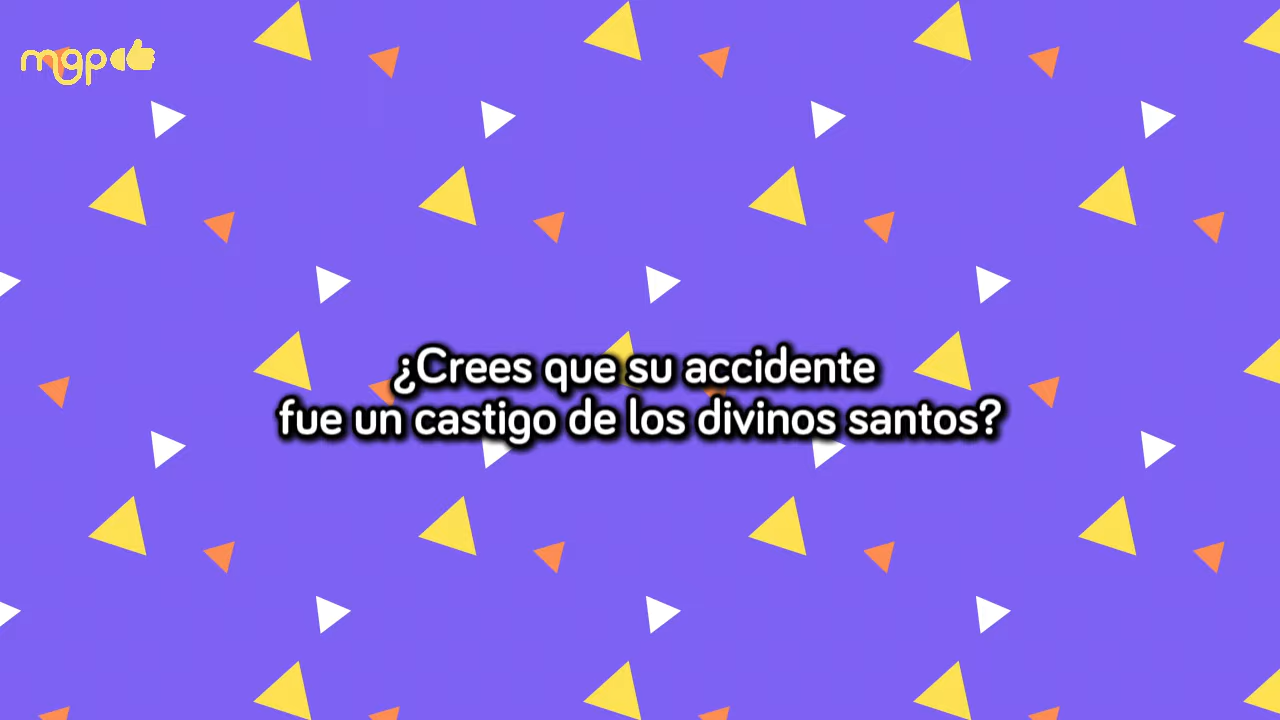 mgp
¿Crees que su accidente
fue un castigo de los divinos santos?